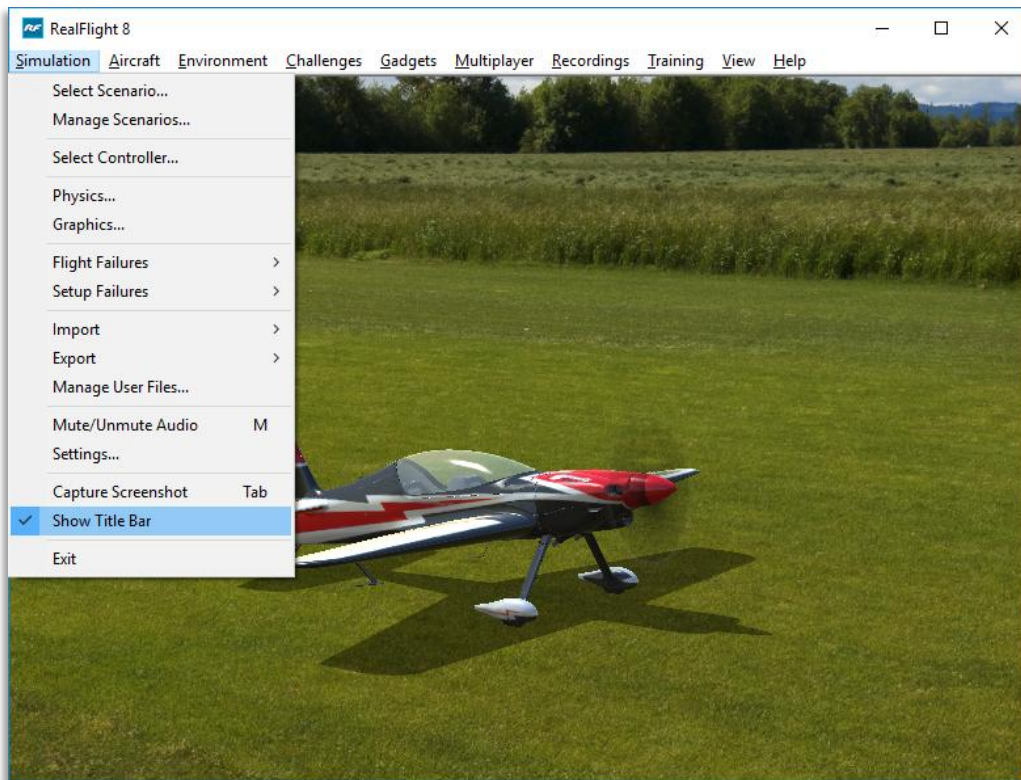 RF RealFlight 8
Simulation Aircraft Environment Challenges Gadgets Multiplayer Recordings Training View Help
Select Scenario...
Manage Scenarios...
Select Controller...
Physics...
Graphics...
Flight Failures
Setup Failures
Import
Export
Manage User Files...
Mute/Unmute Audio M
Settings...
Capture Screenshot Tab
Show Title Bar
Exit